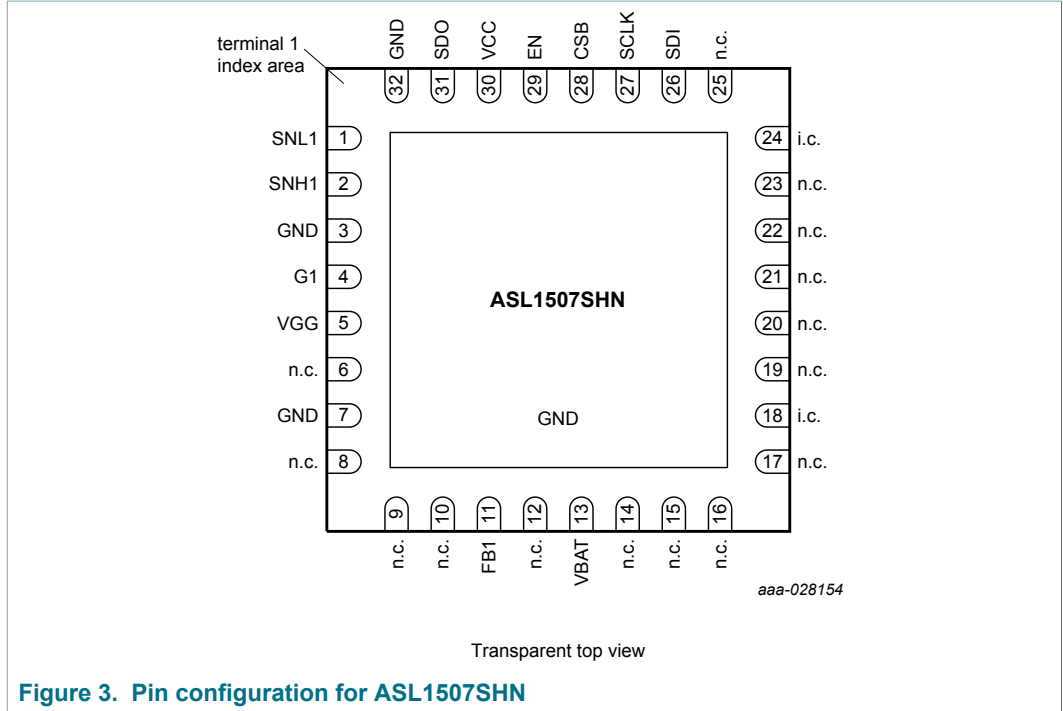 terminal 1
index area
GND
SDO
VCC
EN
CSB
SCLK
SDI
n.c.
32
31
30
29
28
27
26
25
SNL1 1
SNH1 2
GND 3
G1 4
VGG 5
n.c. 6
GND 7
n.c. 8
24 i.c.
23 n.c.
22 n.c.
21 n.c.
20 n.c.
19 n.c.
18 i.c.
17 n.c.
ASL1507SHN
GND
9
10
11
12
13
14
15
16
n.c.
n.c.
FB1
n.c.
VBAT
n.c.
n.c.
n.c.
aaa-028154
Transparent top view
Figure 3. Pin configuration for ASL1507SHN